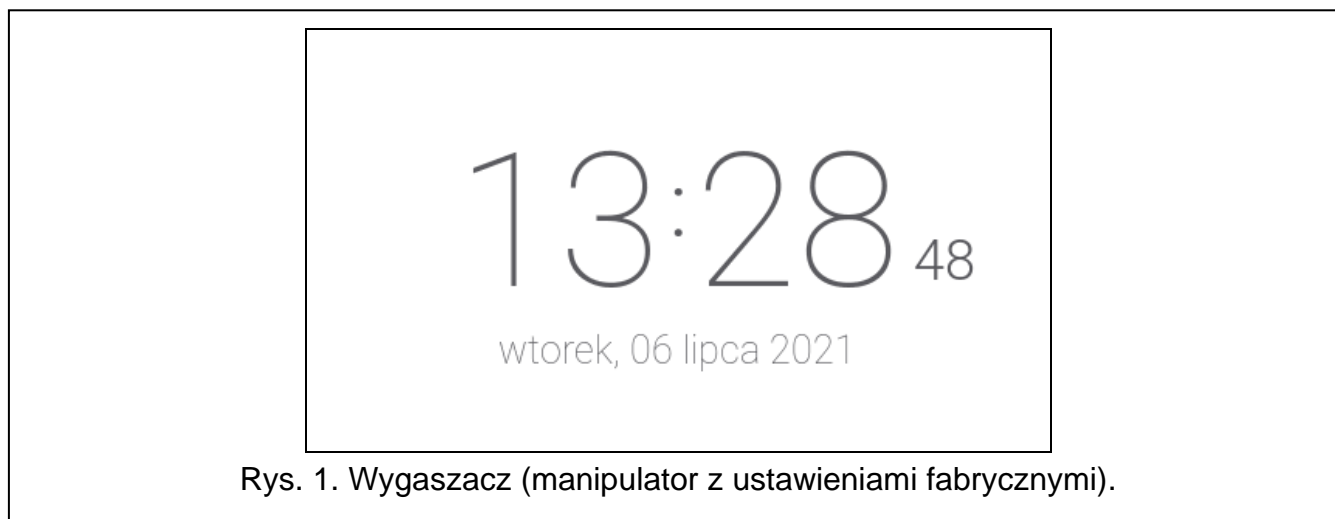 13:28 48
wtorek, 06 lipca 2021
Rys. 1. Wygaszacz (manipulator z ustawieniami fabrycznymi).